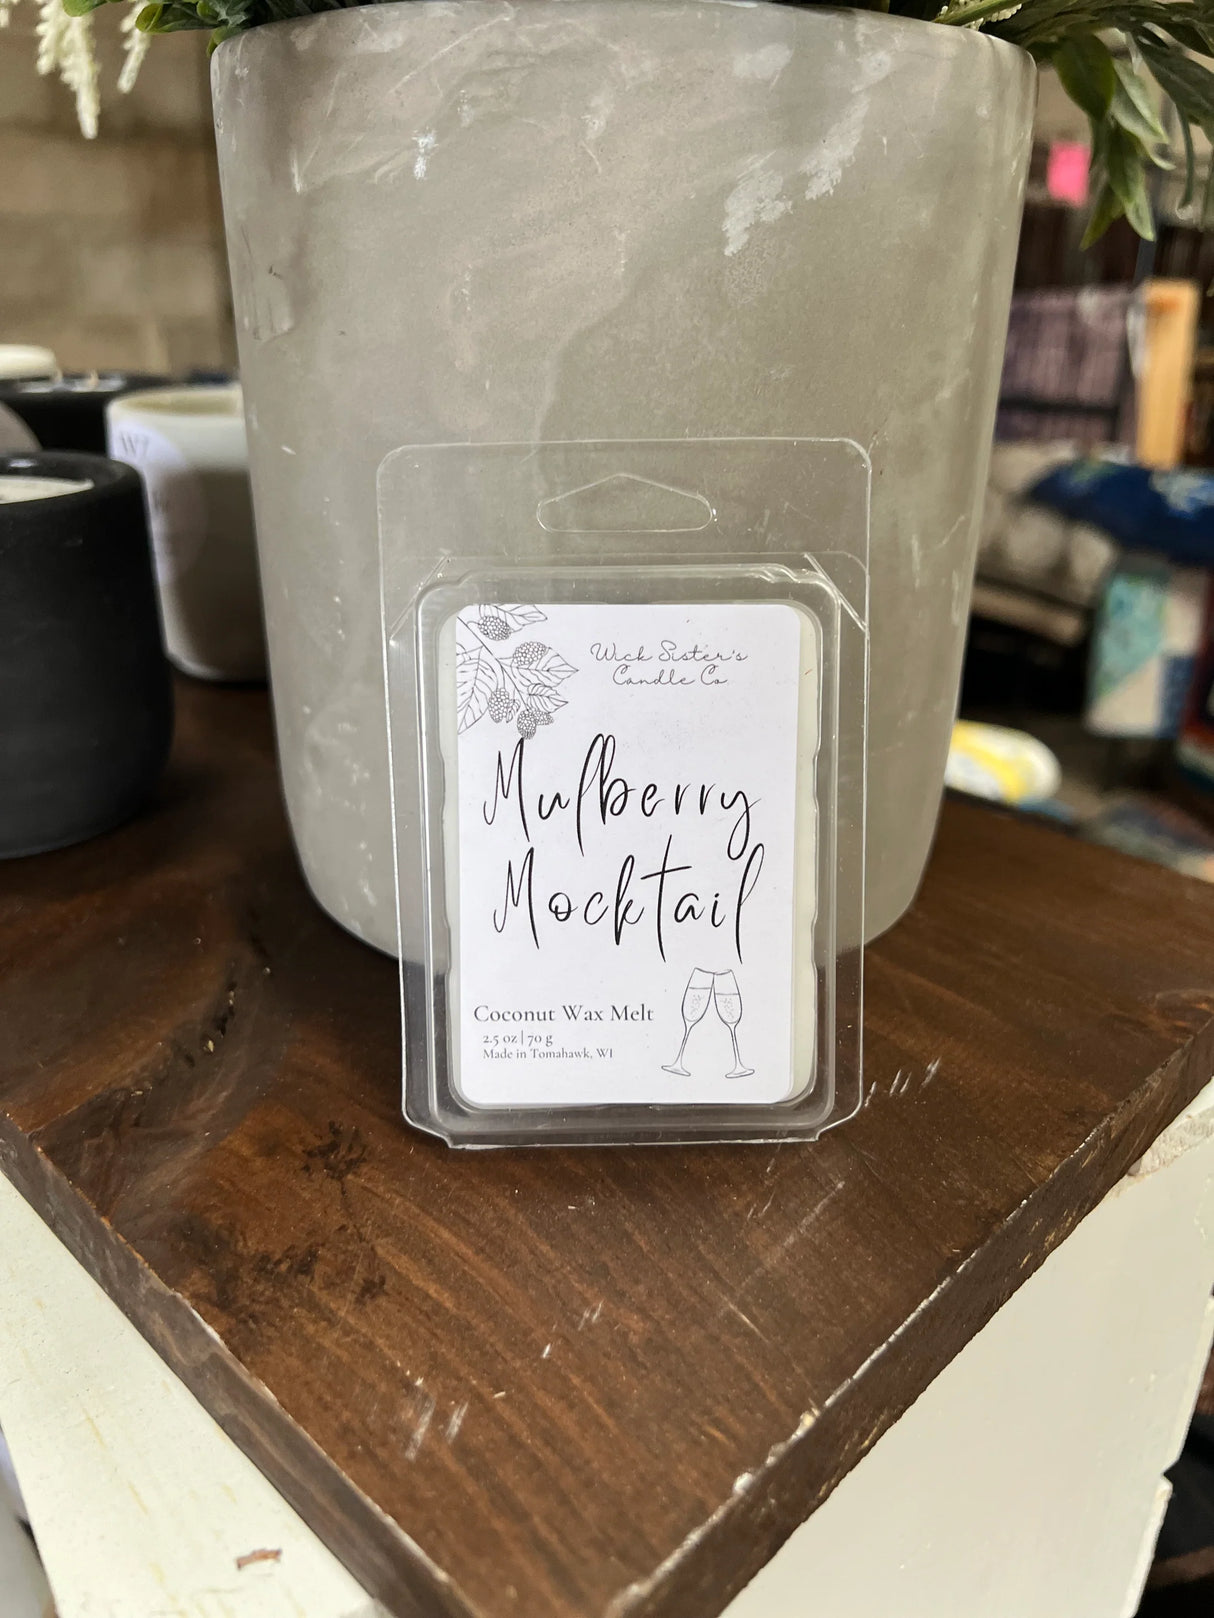 Wick Sister's
Candle Co.
Mulberry
Mocktail
Coconut Wax Melt
2.5 oz | 70 g
Made in Tomahawk, WI